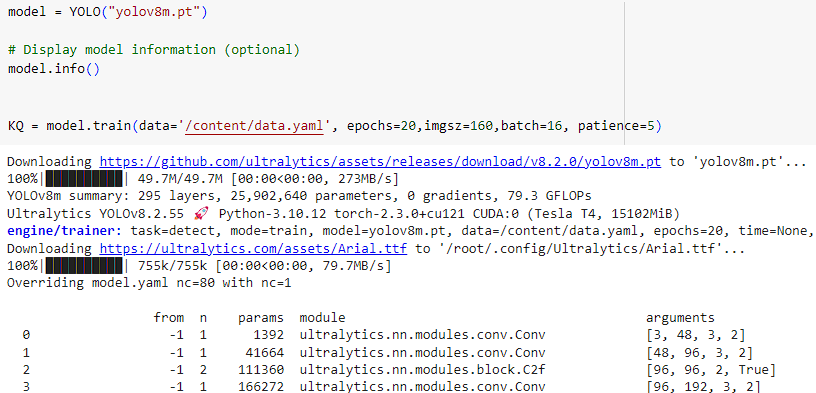 model = YOLO("yolov8m.pt")
# Display model information (optional)
model.info()
KQ = model.train(data='/content/data.yaml', epochs=20,imgsz=160,batch=16, patience=5)
Downloading https://github.com/ultralytics/assets/releases/download/v8.2.0/yolov8m.pt to 'yolov8m.pt'...
100%|██████████| 49.7M/49.7M [00:00<00:00, 273MB/s]
YOLOv8m summary: 295 layers, 25,902,640 parameters, 0 gradients, 79.3 GFLOPs
Ultralytics YOLOv8.2.55 🚀 Python-3.10.12 torch-2.3.0+cu121 CUDA:0 (Tesla T4, 15102MiB)
engine/trainer: task=detect, mode=train, model=yolov8m.pt, data=/content/data.yaml, epochs=20, time=None,
Downloading https://ultralytics.com/assets/Arial.ttf to '/root/.config/Ultralytics/Arial.ttf'...
100%|██████████| 755k/755k [00:00<00:00, 79.7MB/s]
Overriding model.yaml nc=80 with nc=1
from n params module arguments
0 -1 1 1392 ultralytics.nn.modules.conv.Conv [3, 48, 3, 2]
1 -1 1 41664 ultralytics.nn.modules.conv.Conv [48, 96, 3, 2]
2 -1 2 111360 ultralytics.nn.modules.block.C2f [96, 96, 2, True]
3 -1 1 166272 ultralytics.nn.modules.conv.Conv [96, 192, 3, 2]